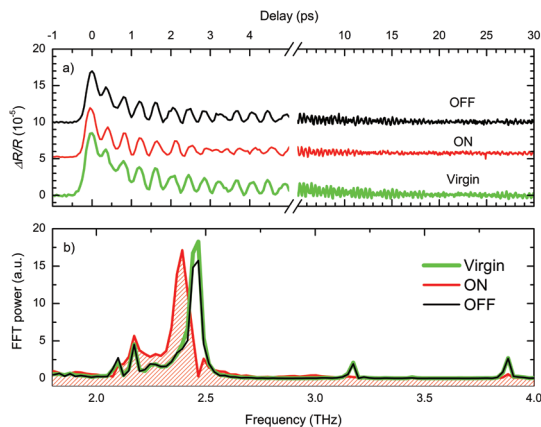 Delay (ps)
-1 0 1 2 3 4 5 10 15 20 25 30
20
a)
15
OFF
10
ON
5
Virgin
0
ΔR/R (10⁻⁵)
20
b)
Virgin
15
ON
OFF
10
5
0
FFT power (a.u.)
2.0 2.5 3.0 3.5 4.0
Frequency (THz)